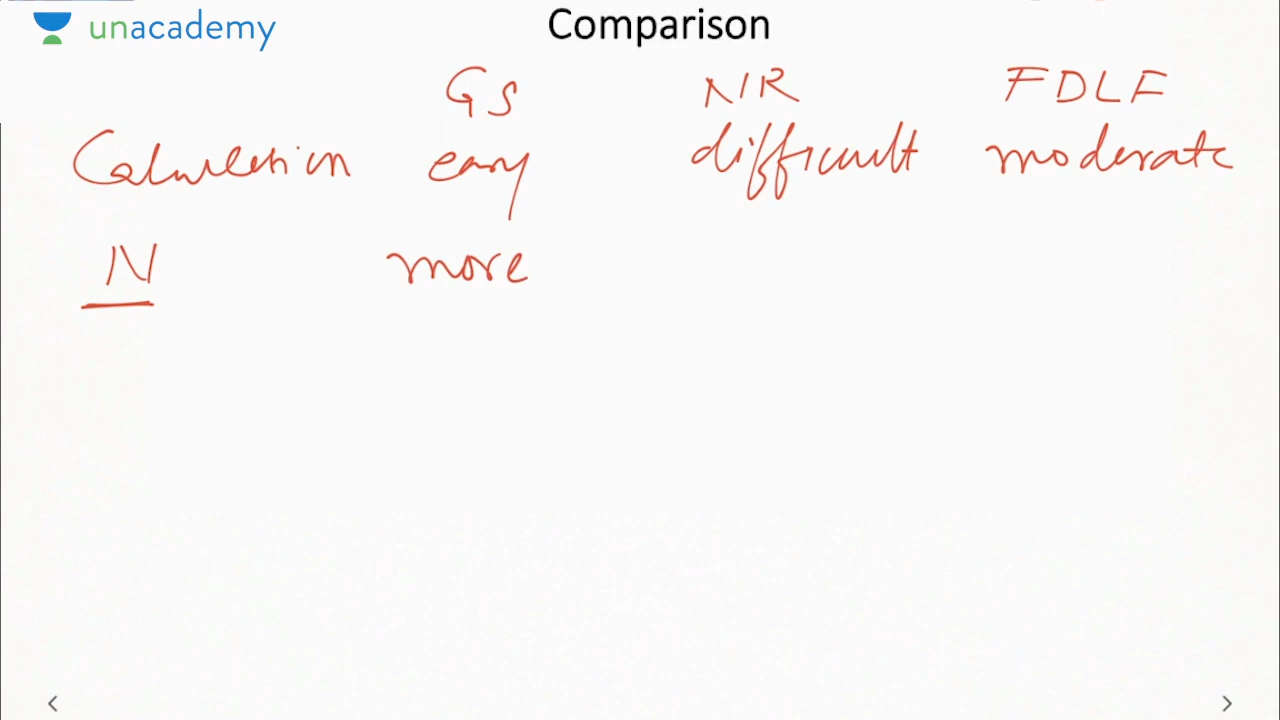 unacademy
Comparison
GS NR FDLF
Calculation easy difficult moderate
N more